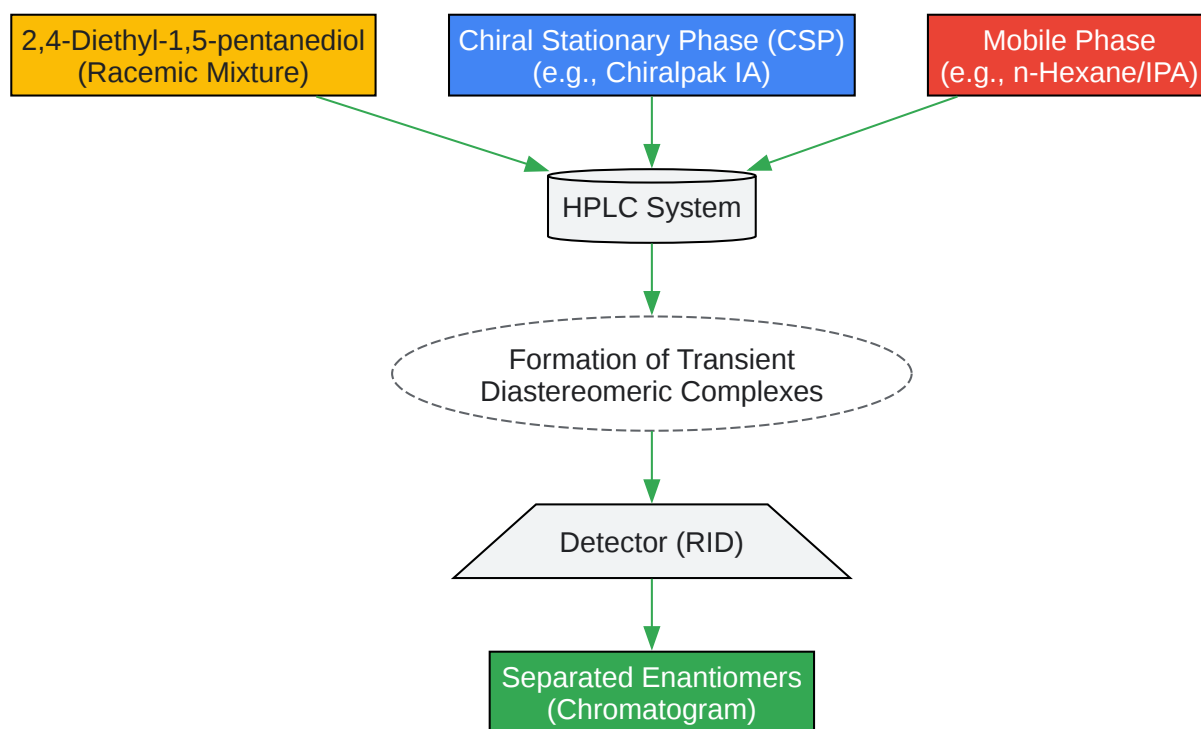 2,4-Diethyl-1,5-pentanediol
(Racemic Mixture)
Chiral Stationary Phase (CSP)
(e.g., Chiralpak IA)
Mobile Phase
(e.g., n-Hexane/IPA)
HPLC System
Formation of Transient
Diastereomeric Complexes
Detector (RID)
Separated Enantiomers
(Chromatogram)